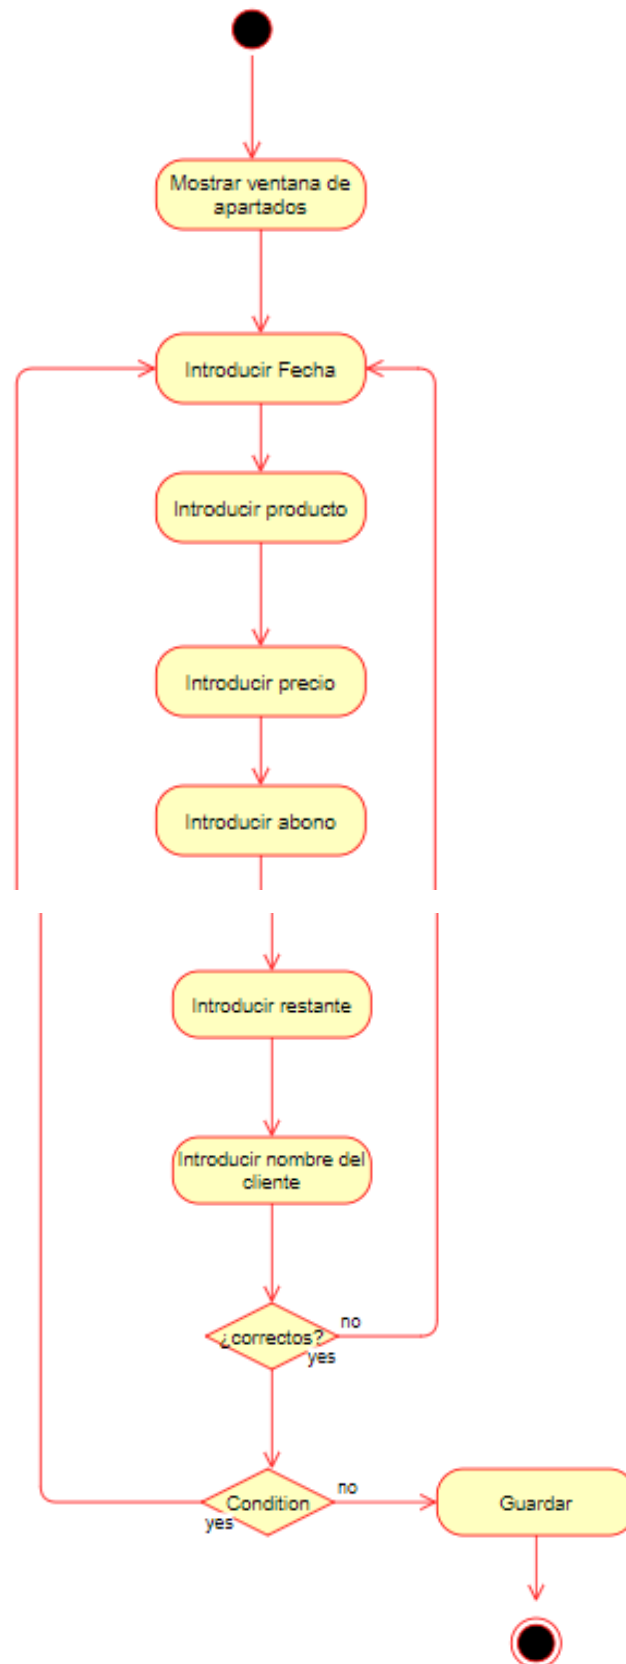 Mostrar ventana de
apartados
Introducir Fecha
Introducir producto
Introducir precio
Introducir abono
Introducir restante
Introducir nombre del
cliente
¿correctos?
no
yes
Condition
no
yes
Guardar